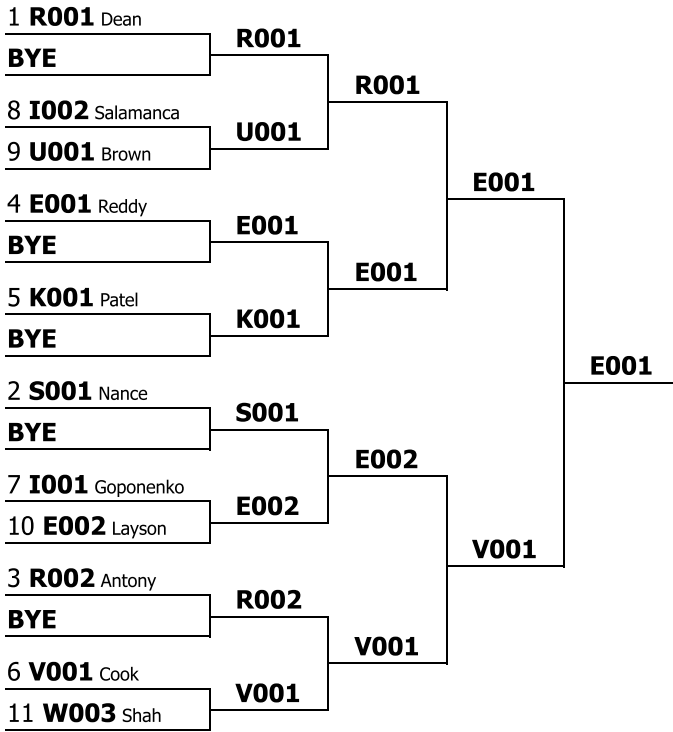 1 R001 Dean
BYE
8 I002 Salamanca
9 U001 Brown
4 E001 Reddy
BYE
5 K001 Patel
BYE
2 S001 Nance
BYE
7 I001 Goponenko
10 E002 Layson
3 R002 Antony
BYE
6 V001 Cook
11 W003 Shah
R001
U001
E001
K001
S001
E002
R002
V001
R001
E001
E002
V001
E001
V001
E001